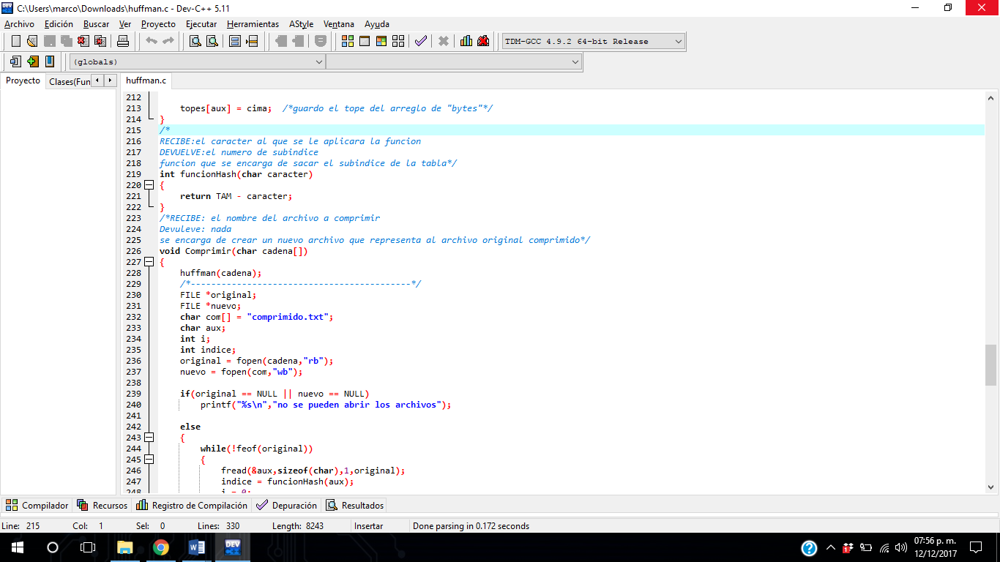 C:\Users\marco\Downloads\huffman.c - Dev-C++ 5.11
Archivo Edición Buscar Ver Proyecto Ejecutar Herramientas AStyle Ventana Ayuda
TDM-GCC 4.9.2 64-bit Release
(globals)
Proyecto Clases(Fun huffman.c
212
213 topes[aux] = cima; /*guardo el tope del arreglo de "bytes"*/
214 }
215 /*
216 RECIBE:el caracter al que se le aplicara la funcion
217 DEVUELVE:el numero de subindice
218 funcion que se encarga de sacar el subindice de la tabla*/
219 int funcionHash(char caracter)
220 {
221 return TAM - caracter;
222 }
223 /*RECIBE: el nombre del archivo a comprimir
224 Devuleve: nada
225 se encarga de crear un nuevo archivo que representa al archivo original comprimido*/
226 void Comprimir(char cadena[])
227 {
228 huffman(cadena);
229 /*-------------------------------------------*/
230 FILE *original;
231 FILE *nuevo;
232 char com[] = "comprimido.txt";
233 char aux;
234 int i;
235 int indice;
236 original = fopen(cadena,"rb");
237 nuevo = fopen(com,"wb");
238
239 if(original == NULL || nuevo == NULL)
240 printf("%s\n","no se pueden abrir los archivos");
241
242 else
243 {
244 while(!feof(original))
245 {
246 fread(&aux,sizeof(char),1,original);
247 indice = funcionHash(aux);
248 i = 0;
Compilador Recursos Registro de Compilación Depuración Resultados
Line: 215 Col: 1 Sel: 0 Lines: 330 Length: 8243 Insertar Done parsing in 0.172 seconds
07:56 p. m.
12/12/2017